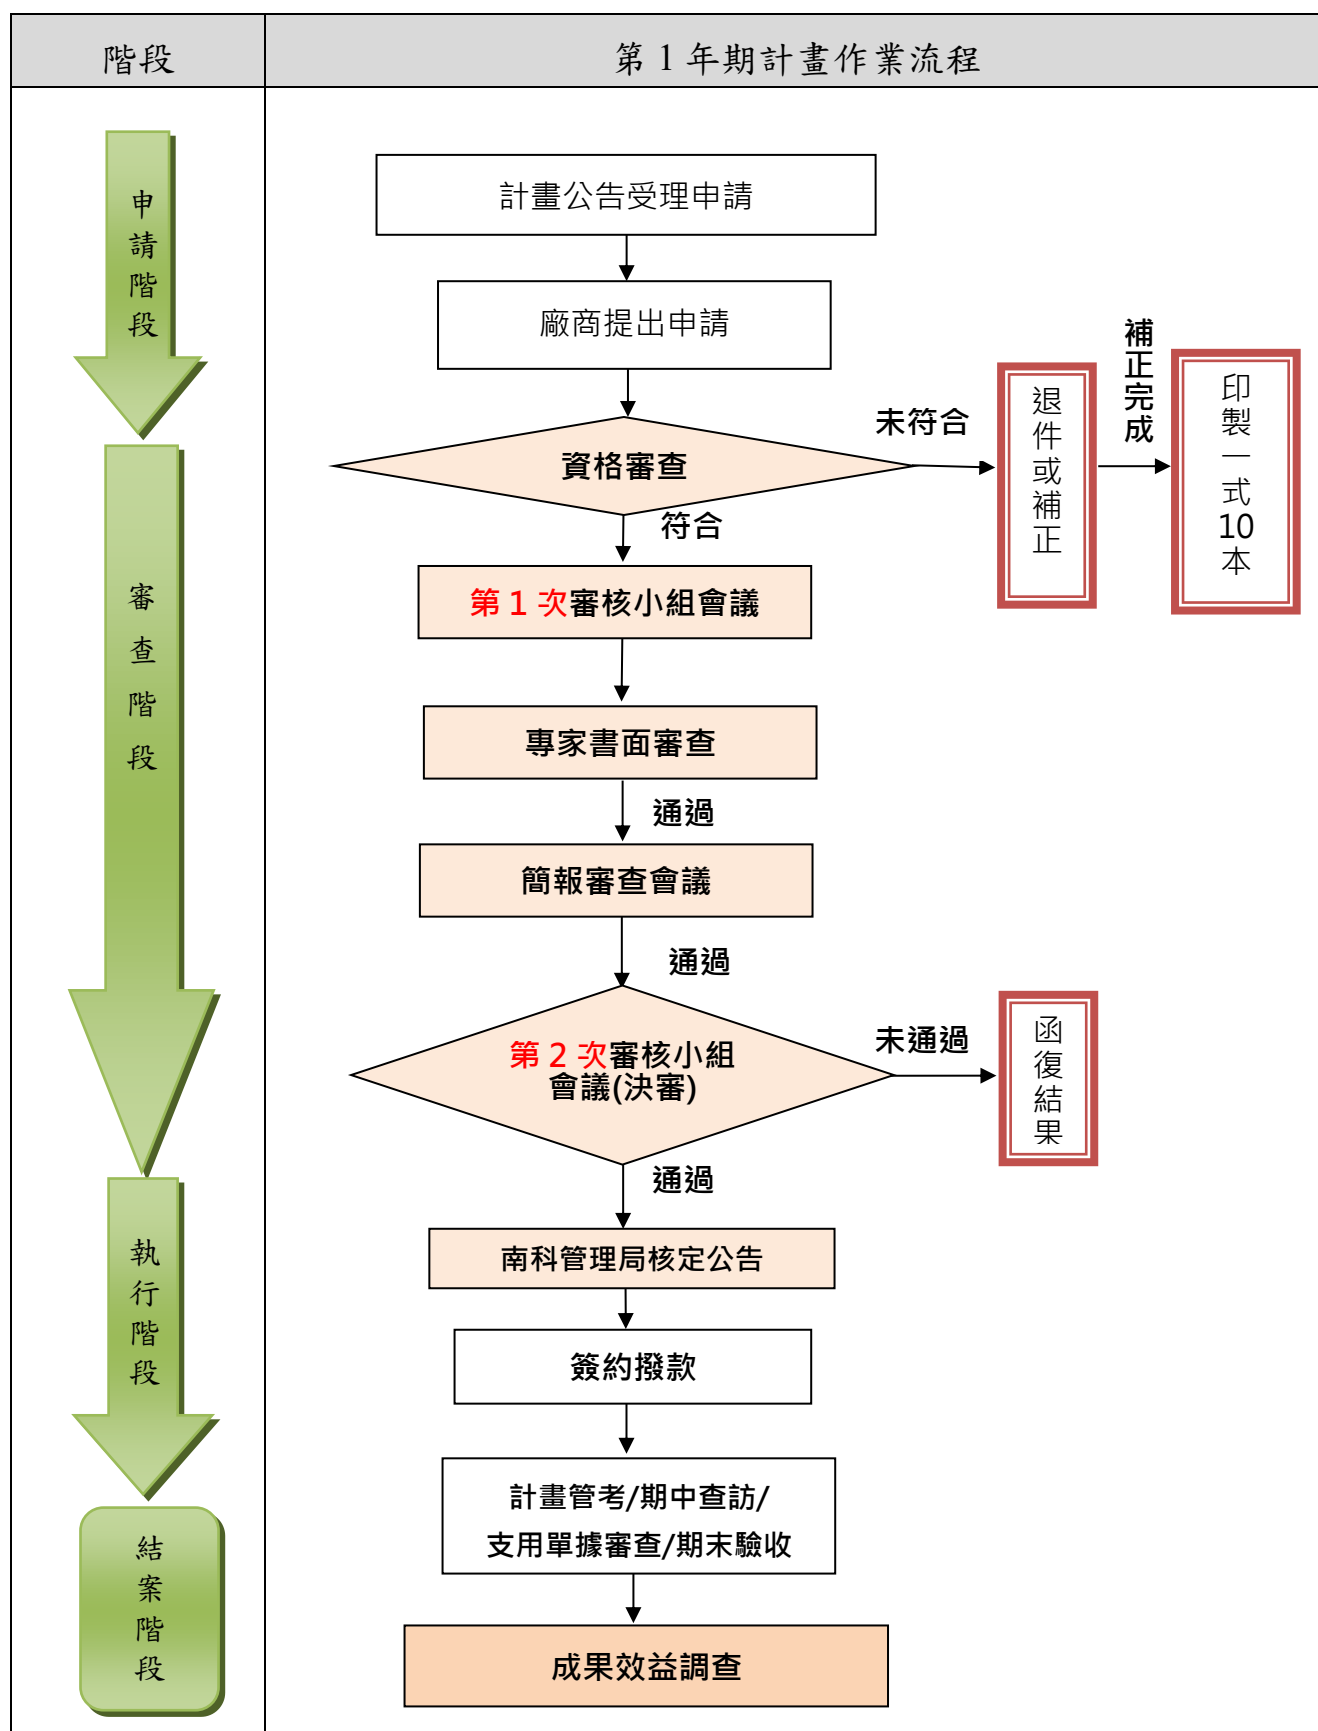 階段
第 1 年期計畫作業流程
申請階段
計畫公告受理申請
廠商提出申請
資格審查
未符合
退件或補正
補正完成
印製一式10本
符合
審查階段
第 1 次審核小組會議
專家書面審查
通過
簡報審查會議
通過
第 2 次審核小組
會議(決審)
未通過
函復結果
通過
執行階段
南科管理局核定公告
簽約撥款
計畫管考/期中查訪/
支用單據審查/期末驗收
結案階段
成果效益調查